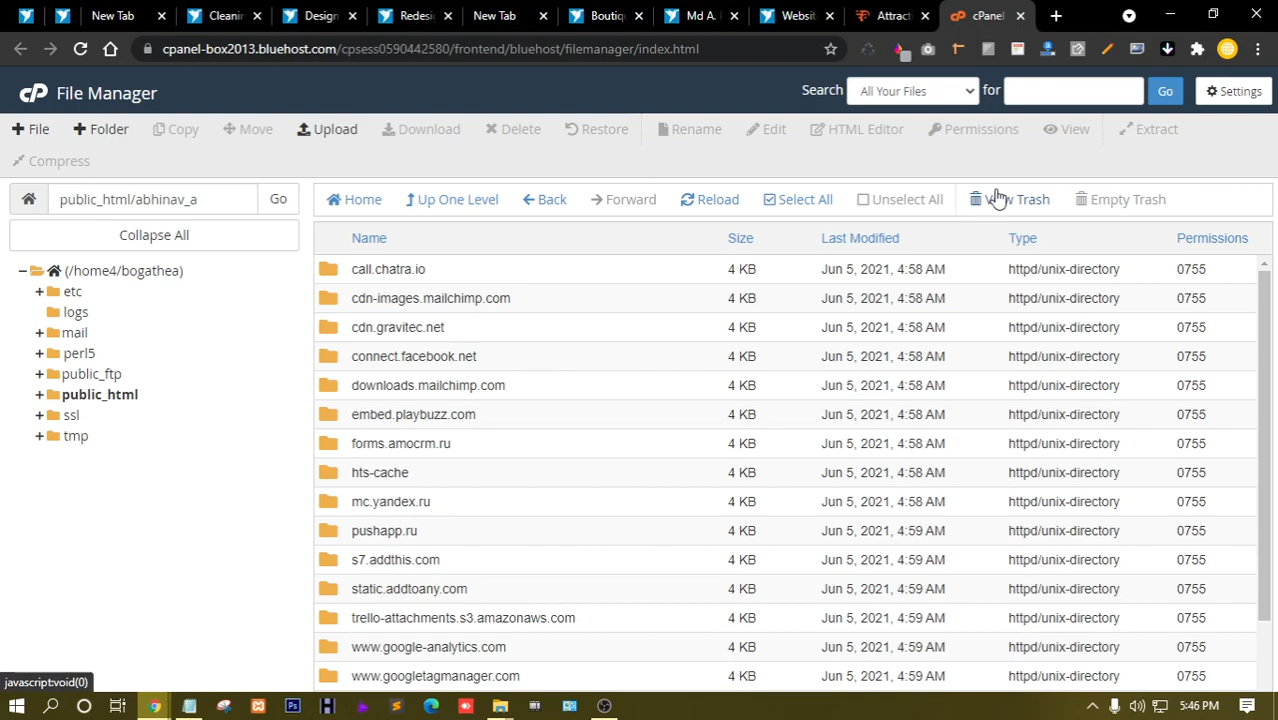 New Tab
Cleanin
Design
Redesi
New Tab
Boutiqu
Md A. 
Websit
Attract
cPanel
cpanel-box2013.bluehost.com/cpsess0590442580/frontend/bluehost/filemanager/index.html
cP File Manager
Search All Your Files for Go Settings
File Folder Copy Move Upload Download Delete Restore Rename Edit HTML Editor Permissions View Extract
Compress
public_html/abhinav_a Go
Home Up One Level Back Forward Reload Select All Unselect All View Trash Empty Trash
Collapse All
(/home4/bogathea)
etc
logs
mail
perl5
public_ftp
public_html
ssl
tmp
Name Size Last Modified Type Permissions
call.chatra.io 4 KB Jun 5, 2021, 4:58 AM httpd/unix-directory 0755
cdn-images.mailchimp.com 4 KB Jun 5, 2021, 4:58 AM httpd/unix-directory 0755
cdn.gravitec.net 4 KB Jun 5, 2021, 4:58 AM httpd/unix-directory 0755
connect.facebook.net 4 KB Jun 5, 2021, 4:58 AM httpd/unix-directory 0755
downloads.mailchimp.com 4 KB Jun 5, 2021, 4:58 AM httpd/unix-directory 0755
embed.playbuzz.com 4 KB Jun 5, 2021, 4:58 AM httpd/unix-directory 0755
forms.amocrm.ru 4 KB Jun 5, 2021, 4:58 AM httpd/unix-directory 0755
hts-cache 4 KB Jun 5, 2021, 4:58 AM httpd/unix-directory 0755
mc.yandex.ru 4 KB Jun 5, 2021, 4:58 AM httpd/unix-directory 0755
pushapp.ru 4 KB Jun 5, 2021, 4:59 AM httpd/unix-directory 0755
s7.addthis.com 4 KB Jun 5, 2021, 4:59 AM httpd/unix-directory 0755
static.addtoany.com 4 KB Jun 5, 2021, 4:59 AM httpd/unix-directory 0755
trello-attachments.s3.amazonaws.com 4 KB Jun 5, 2021, 4:59 AM httpd/unix-directory 0755
www.google-analytics.com 4 KB Jun 5, 2021, 4:59 AM httpd/unix-directory 0755
www.googletagmanager.com 4 KB Jun 5, 2021, 4:59 AM httpd/unix-directory 0755
javascript:void(0)
5:46 PM